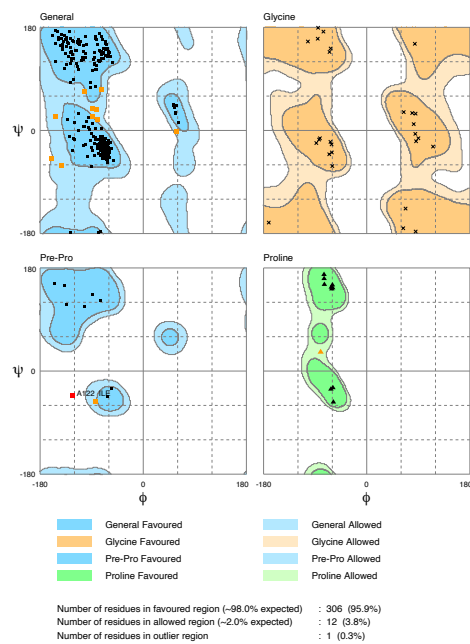 General
Glycine
180
ψ 0
-180
Pre-Pro
Proline
180
ψ 0
A122 ILE
-180
-180 0 180 -180 0 180
ϕ ϕ
General Favoured General Allowed
Glycine Favoured Glycine Allowed
Pre-Pro Favoured Pre-Pro Allowed
Proline Favoured Proline Allowed
Number of residues in favoured region (~98.0% expected) : 306 (95.9%)
Number of residues in allowed region (~2.0% expected) : 12 (3.8%)
Number of residues in outlier region : 1 (0.3%)